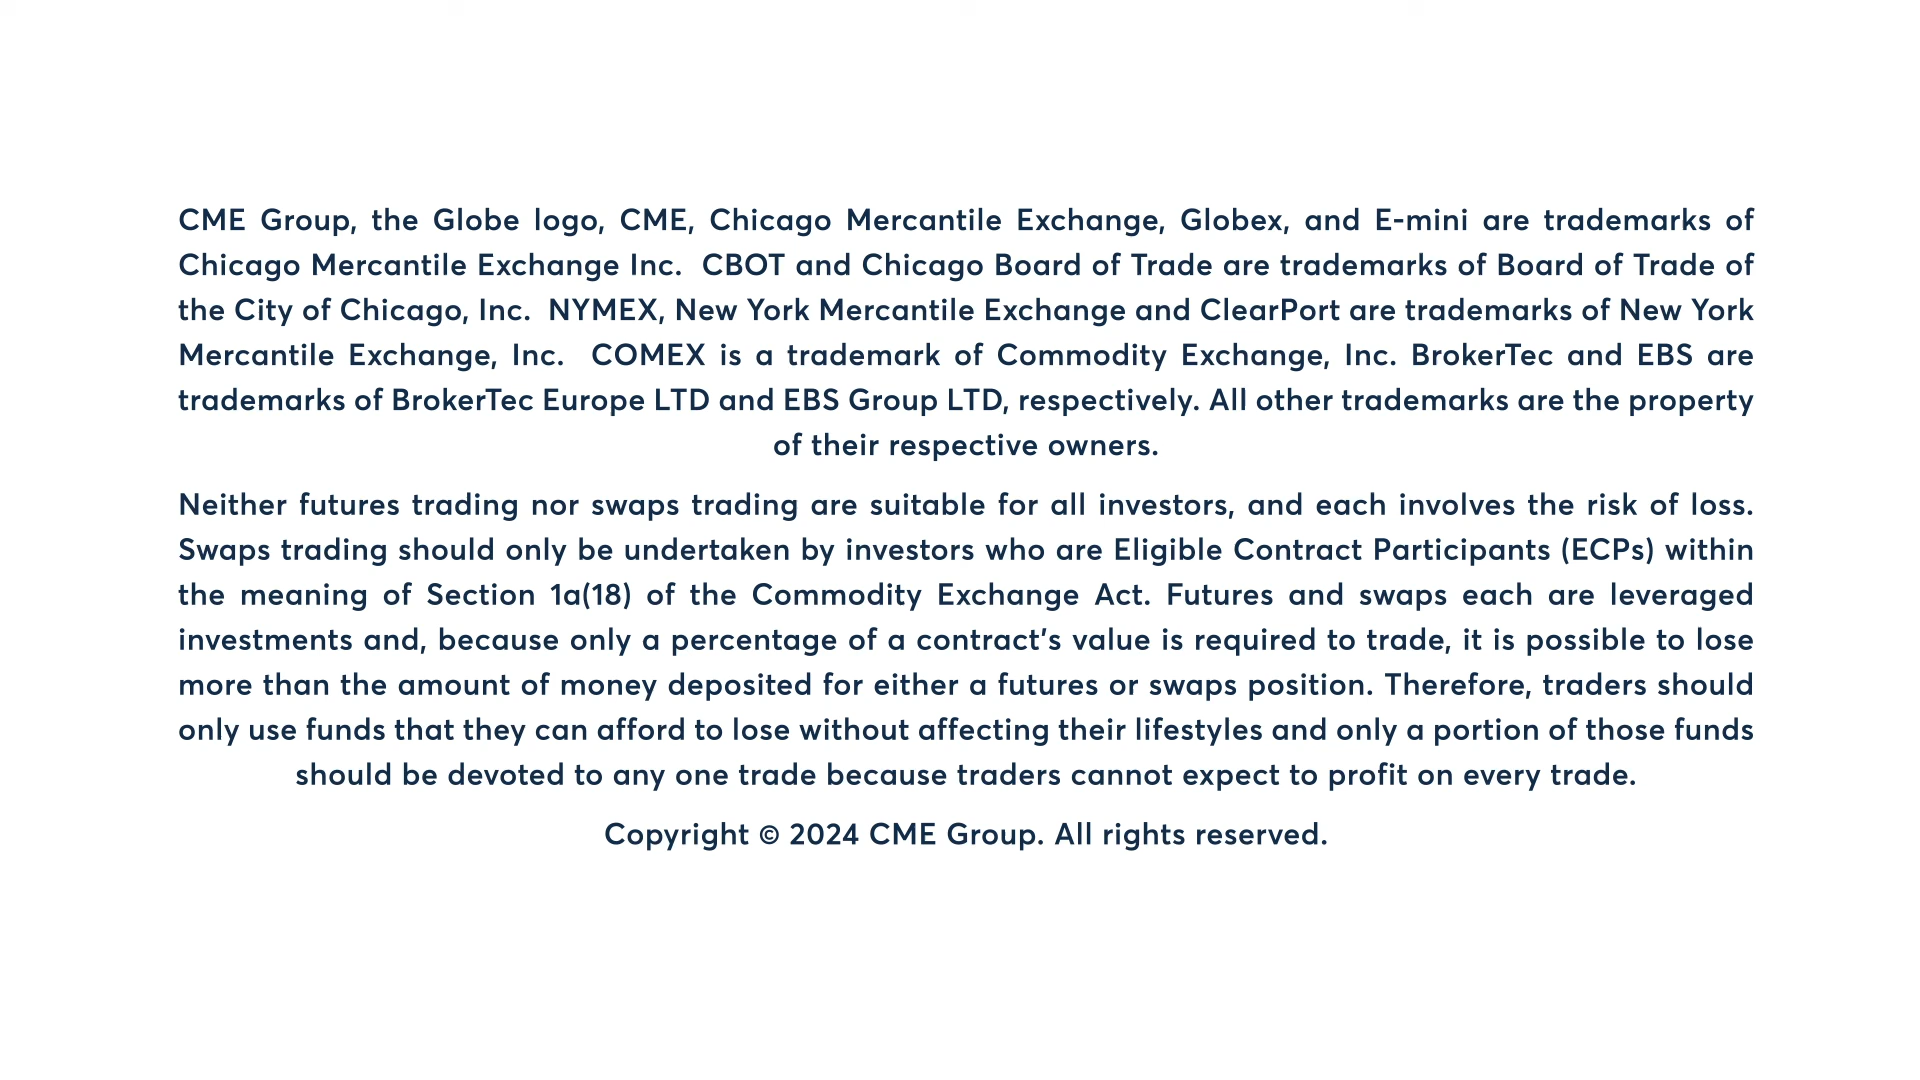 CME Group, the Globe logo, CME, Chicago Mercantile Exchange, Globex, and E-mini are trademarks of
Chicago Mercantile Exchange Inc.  CBOT and Chicago Board of Trade are trademarks of Board of Trade of
the City of Chicago, Inc.  NYMEX, New York Mercantile Exchange and ClearPort are trademarks of New York
Mercantile Exchange, Inc.  COMEX is a trademark of Commodity Exchange, Inc. BrokerTec and EBS are
trademarks of BrokerTec Europe LTD and EBS Group LTD, respectively. All other trademarks are the property
of their respective owners.
Neither futures trading nor swaps trading are suitable for all investors, and each involves the risk of loss.
Swaps trading should only be undertaken by investors who are Eligible Contract Participants (ECPs) within
the meaning of Section 1a(18) of the Commodity Exchange Act. Futures and swaps each are leveraged
investments and, because only a percentage of a contract’s value is required to trade, it is possible to lose
more than the amount of money deposited for either a futures or swaps position. Therefore, traders should
only use funds that they can afford to lose without affecting their lifestyles and only a portion of those funds
should be devoted to any one trade because traders cannot expect to profit on every trade.
Copyright © 2024 CME Group. All rights reserved.